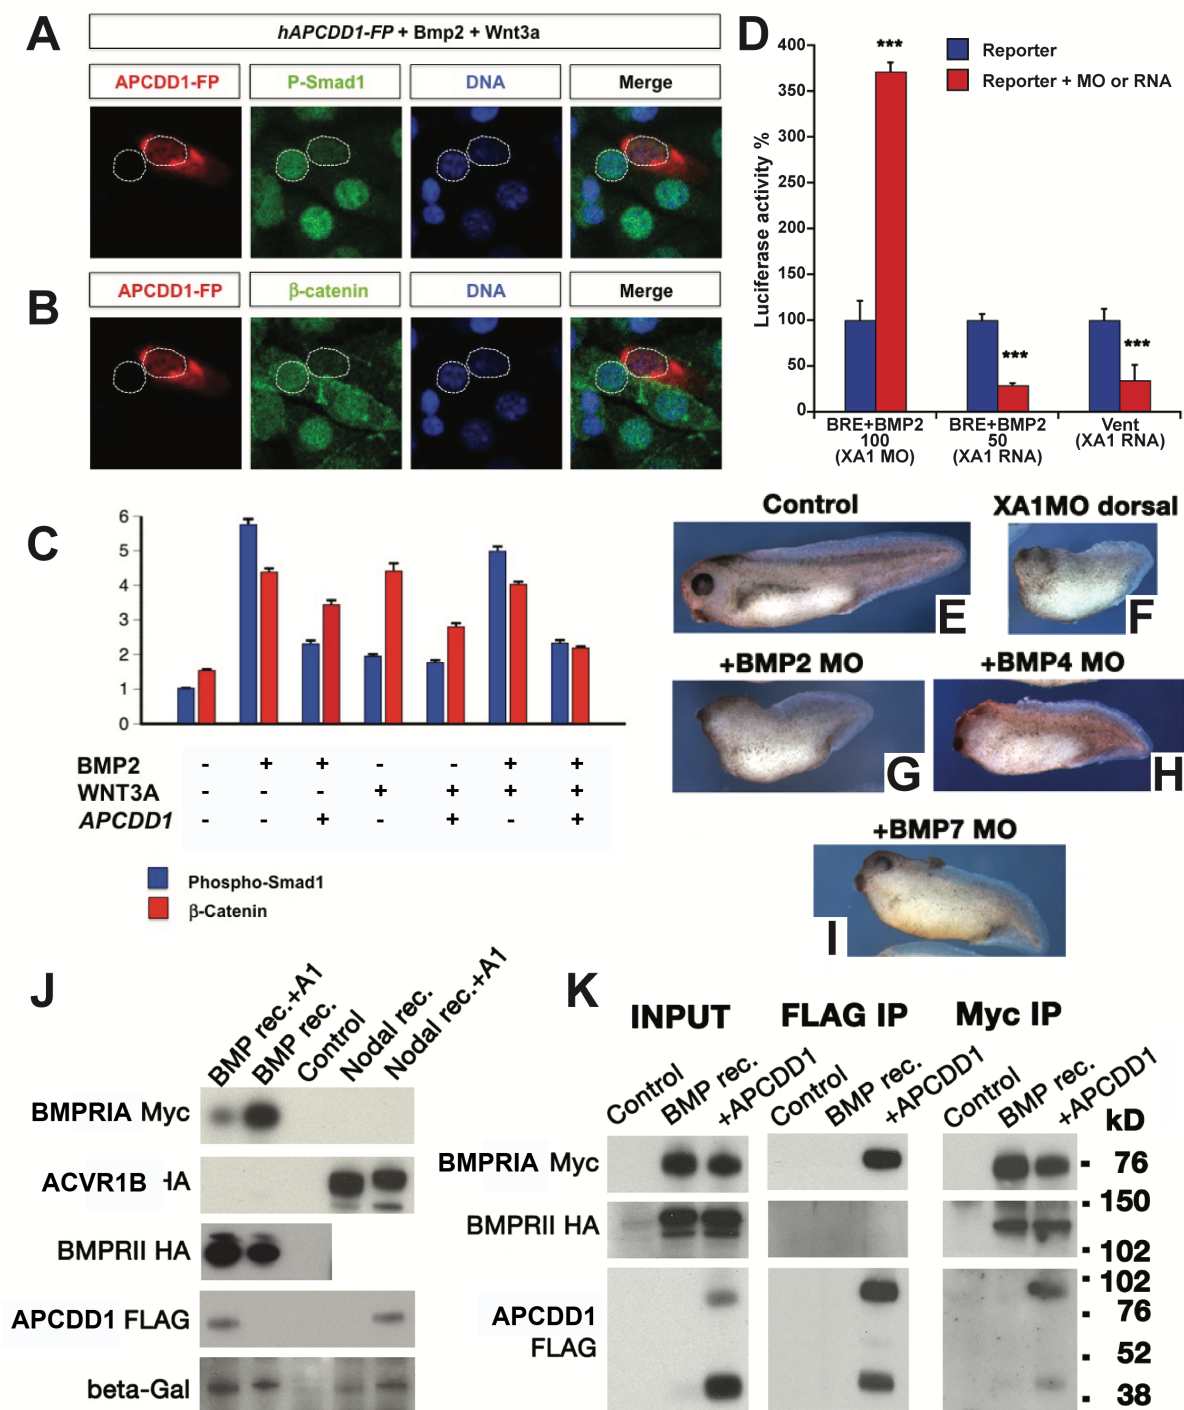 A
hAPCDD1-FP + Bmp2 + Wnt3a
APCDD1-FP P-Smad1 DNA Merge
B
APCDD1-FP β-catenin DNA Merge
C
6
5
4
3
2
1
0
BMP2 - + + - - + +
WNT3A - - - + + + +
APCDD1 - - + - + - +
Phospho-Smad1
β-Catenin
D
Reporter
Reporter + MO or RNA
Luciferase activity %
400
350
300
250
400
150
100
50
0
***
***
***
BRE+BMP2 BRE+BMP2 Vent
100 50 (XA1 RNA)
(XA1 MO) (XA1 RNA)
Control
E
XA1MO dorsal
F
+BMP2 MO
G
+BMP4 MO
H
+BMP7 MO
I
J
BMP rec.+A1
BMP rec.
Control
Nodal rec.
Nodal rec.+A1
BMPRIA Myc
ACVR1B HA
BMPRII HA
APCDD1 FLAG
beta-Gal
K
INPUT FLAG IP Myc IP
Control BMP rec. +APCDD1 Control BMP rec. +APCDD1 Control BMP rec. +APCDD1
kD
BMPRIA Myc
- 76
- 150
BMPRII HA
- 102
- 102
- 76
APCDD1
FLAG
- 52
- 38